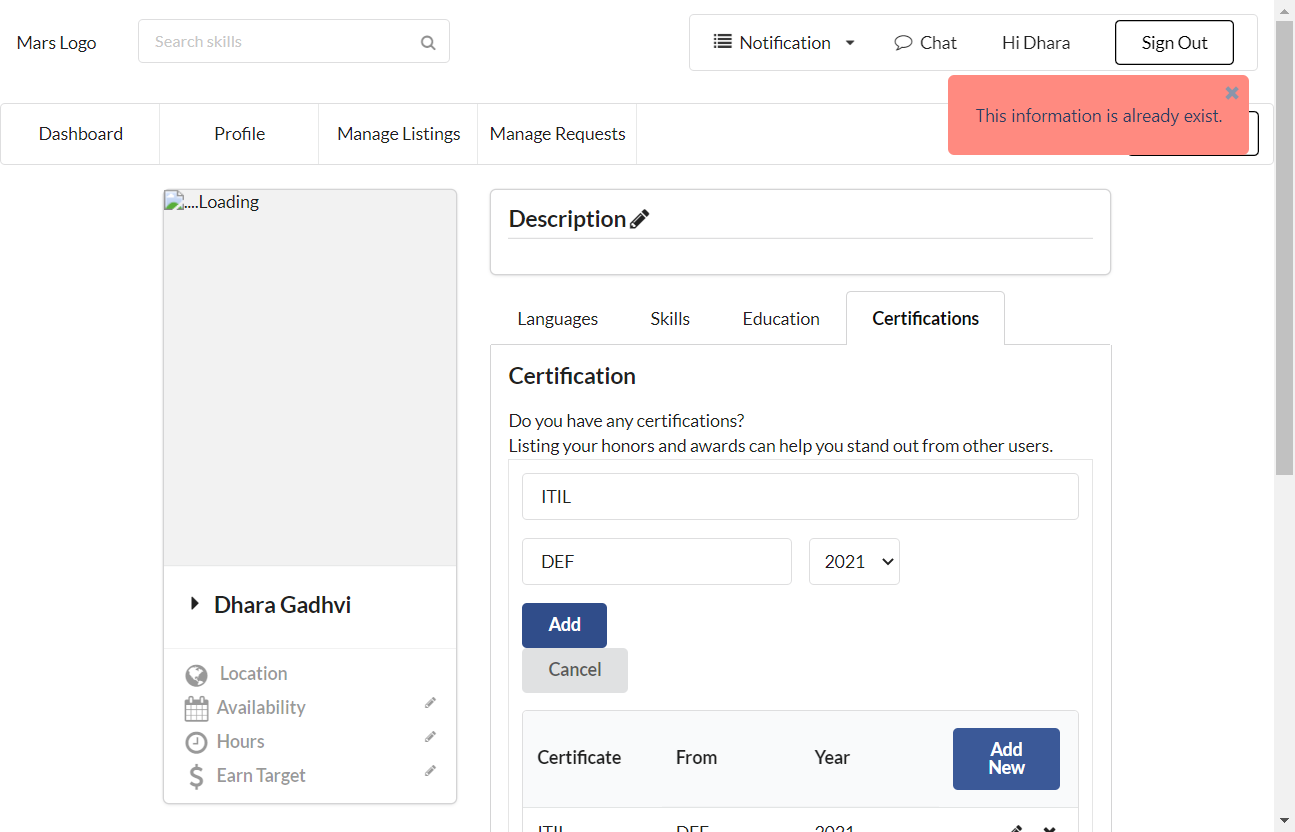 Mars Logo
Search skills
Notification
Chat
Hi Dhara
Sign Out
This information is already exist.
Dashboard
Profile
Manage Listings
Manage Requests
....Loading
Description
Languages
Skills
Education
Certifications
Certification
Do you have any certifications?
Listing your honors and awards can help you stand out from other users.
ITIL
DEF
2021
Add
Cancel
Dhara Gadhvi
Location
Availability
Hours
Earn Target
Certificate
From
Year
Add
New
ITIL
DEF
2021